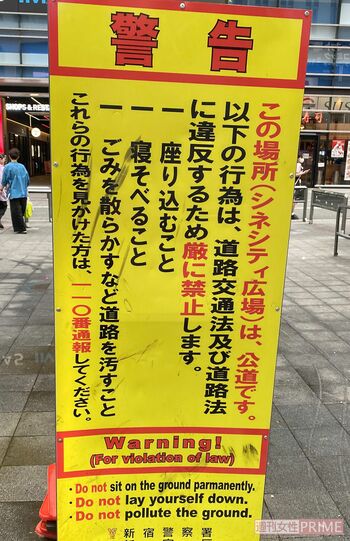 警告
この場所(シネシティ広場)は、公道です。
以下の行為は、道路交通法及び道路法
に違反するため厳に禁止します。
一 座り込むこと
一 寝そべること
一 ごみを散らかすなど道路を汚すこと
これらの行為を見かけた方は、一一〇番通報してください。
Warning!
(For violation of law)
・Do not sit on the ground parmanently.
・Do not lay yourself down.
・Do not pollute the ground.
新宿警察署
SHOPS & REST
週刊女性PRIME